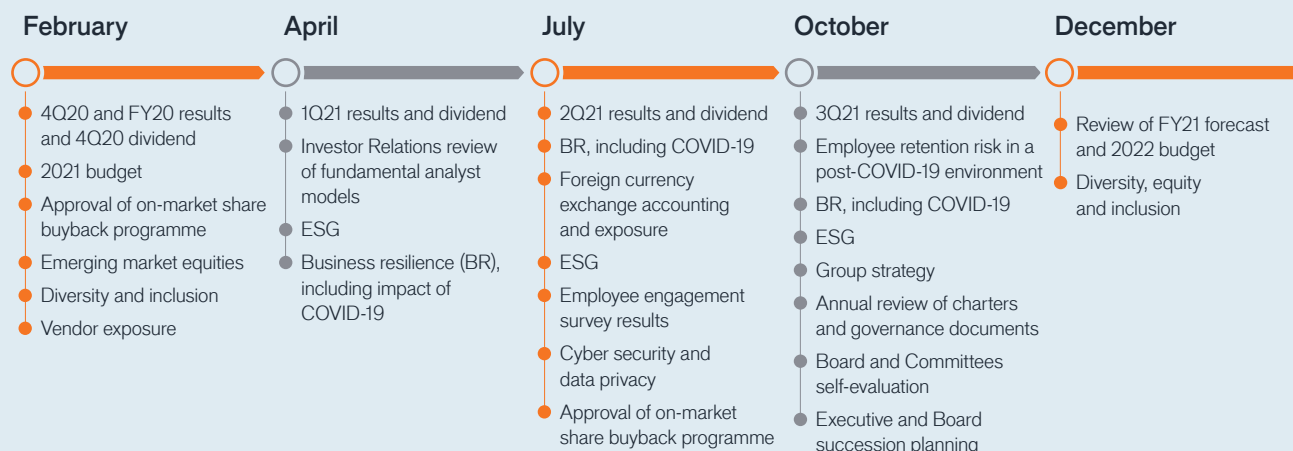 February
4Q20 and FY20 results
and 4Q20 dividend
2021 budget
Approval of on-market share
buyback programme
Emerging market equities
Diversity and inclusion
Vendor exposure
April
1Q21 results and dividend
Investor Relations review
of fundamental analyst
models
ESG
Business resilience (BR),
including impact of
COVID-19
July
2Q21 results and dividend
BR, including COVID-19
Foreign currency
exchange accounting
and exposure
ESG
Employee engagement
survey results
Cyber security and
data privacy
Approval of on-market
share buyback programme
October
3Q21 results and dividend
Employee retention risk in a
post-COVID-19 environment
BR, including COVID-19
ESG
Group strategy
Annual review of charters
and governance documents
Board and Committees
self-evaluation
Executive and Board
succession planning
December
Review of FY21 forecast
and 2022 budget
Diversity, equity
and inclusion